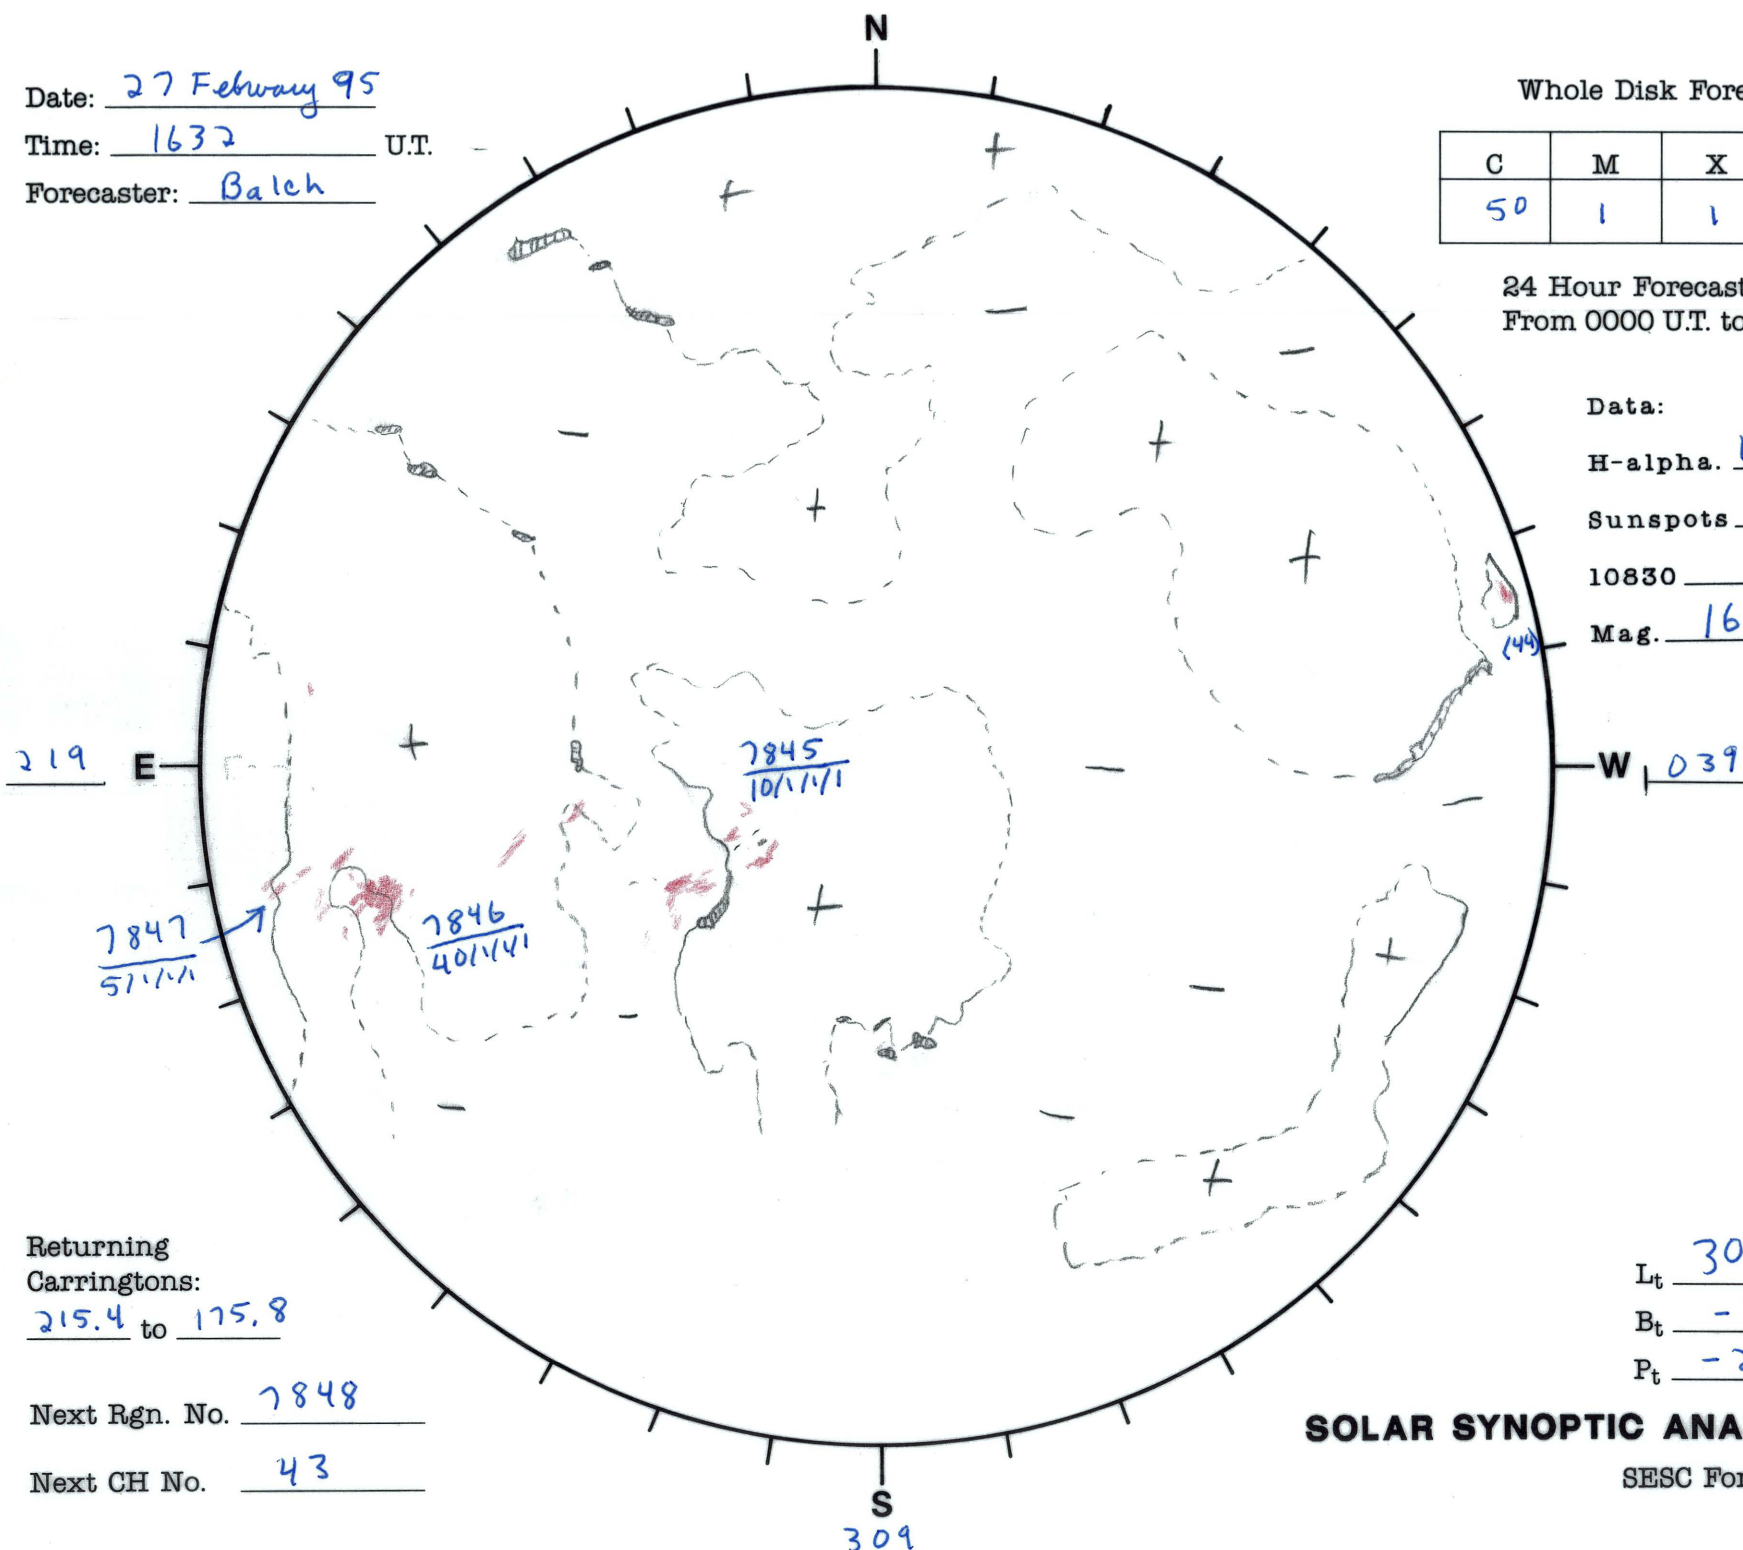 N
Date: 27 February 95
Time: 1632 U.T.
Forecaster: Balch
Whole Disk Fore
C M X
50 1 1
24 Hour Forecast
From 0000 U.T. to
Data:
H-alpha.
Sunspots
10830
Mag. 16
(44)
219 E
W 039
7845
10/1/1/1
7846
40/1/4/1
7847
5/1/1/1
Returning
Carringtons:
215.4 to 175.8
Next Rgn. No. 7848
Next CH No. 43
Lt 30
Bt -
Pt -2
SOLAR SYNOPTIC ANA
SESC For
S
309